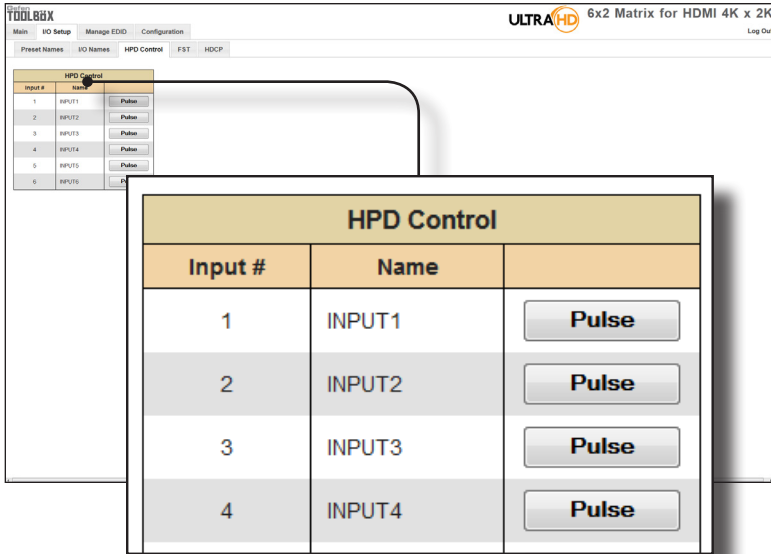 Gefen
TOOLBOX
ULTRA HD 6x2 Matrix for HDMI 4K x 2K
Main I/O Setup Manage EDID Configuration
Log Out
Preset Names I/O Names HPD Control FST HDCP
HPD Control
Input # Name
1 INPUT1 Pulse
2 INPUT2 Pulse
3 INPUT3 Pulse
4 INPUT4 Pulse
5 INPUT5 Pulse
6 INPUT6
HPD Control
Input # Name
1 INPUT1 Pulse
2 INPUT2 Pulse
3 INPUT3 Pulse
4 INPUT4 Pulse